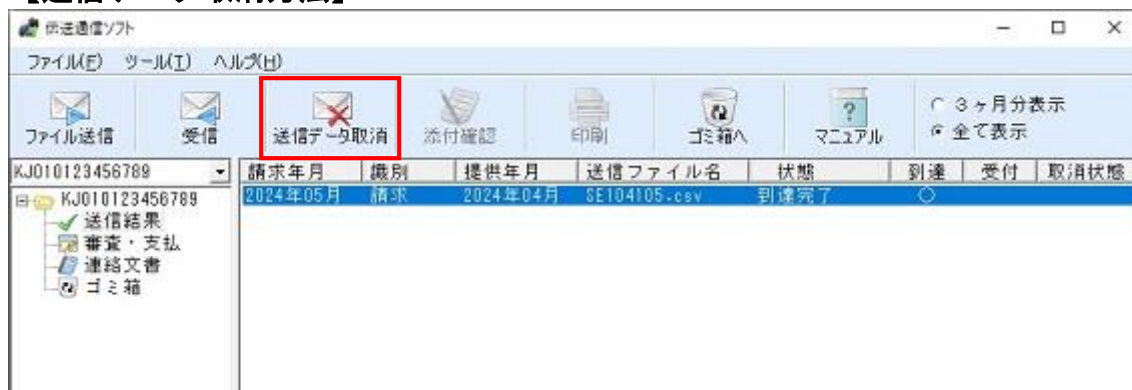 【送信データ取消方法】
伝送通信ソフト
ファイル(F) ツール(T) ヘルプ(H)
ファイル送信 受信 送信データ取消 添付確認 印刷 ゴミ箱へ マニュアル
3ヶ月分表示
全て表示
KJ010123456789
請求年月 識別 提供年月 送信ファイル名 状態 到達 受付 取消状態
2024年05月 請求 2024年04月 SE104105.csv 到達完了 ○
KJ010123456789
送信結果
審査・支払
連絡文書
ゴミ箱